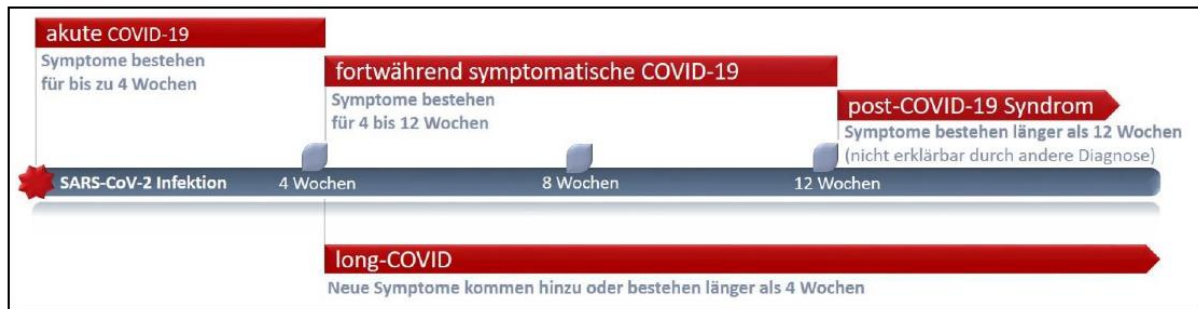 akute COVID-19
Symptome bestehen
für bis zu 4 Wochen
fortwährend symptomatische COVID-19
Symptome bestehen
für 4 bis 12 Wochen
post-COVID-19 Syndrom
Symptome bestehen länger als 12 Wochen
(nicht erklärbar durch andere Diagnose)
SARS-CoV-2 Infektion
4 Wochen
8 Wochen
12 Wochen
long-COVID
Neue Symptome kommen hinzu oder bestehen länger als 4 Wochen